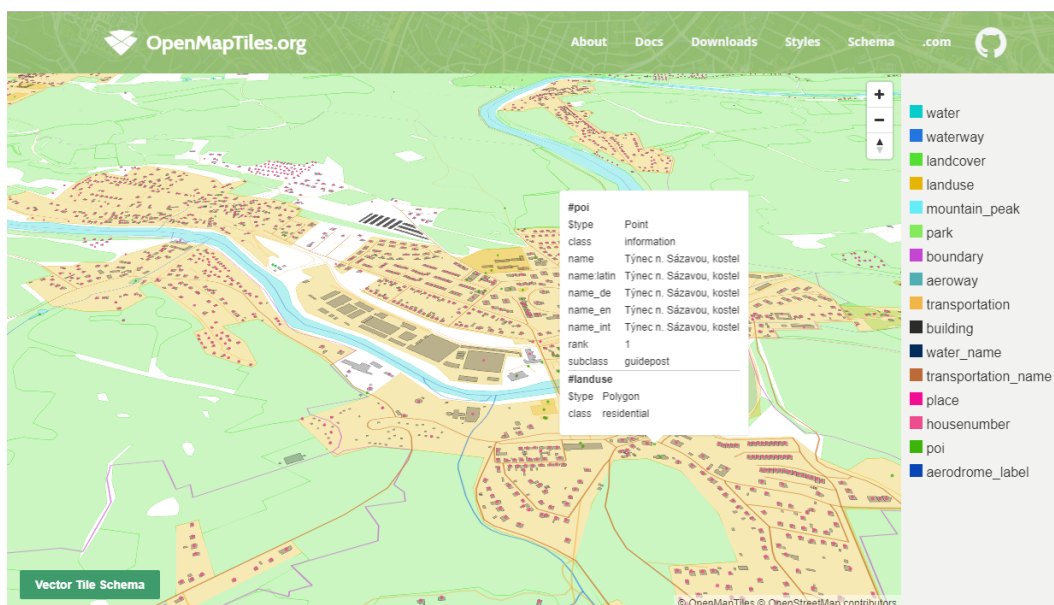 OpenMapTiles.org
About Docs Downloads Styles Schema .com
+
−
#poi
$type Point
class information
name Týnec n. Sázavou, kostel
name:latin Týnec n. Sázavou, kostel
name_de Týnec n. Sázavou, kostel
name_en Týnec n. Sázavou, kostel
name_int Týnec n. Sázavou, kostel
rank 1
subclass guidepost
#landuse
$type Polygon
class residential
water
waterway
landcover
landuse
mountain_peak
park
boundary
aeroway
transportation
building
water_name
transportation_name
place
housenumber
poi
aerodrome_label
Vector Tile Schema
© OpenMapTiles © OpenStreetMap contributors